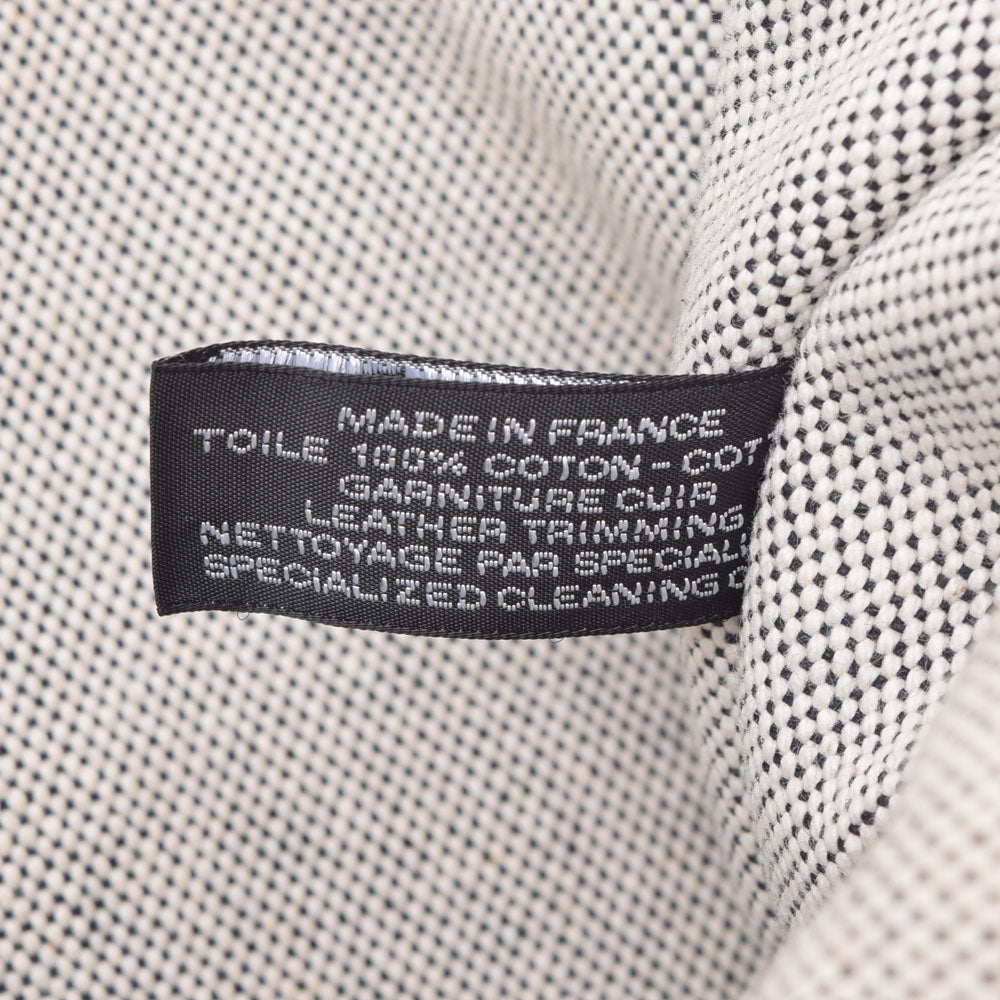 MADE IN FRANCE
TOILE 100% COTON - COT
GARNITURE CUIR
LEATHER TRIMMING
NETTOYAGE PAR SPECIAL
SPECIALIZED CLEANING